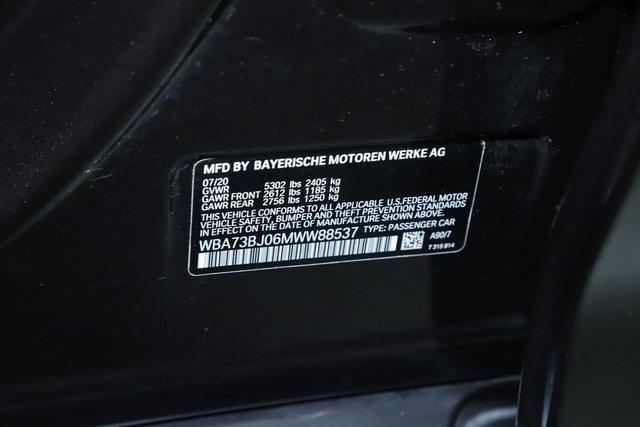 MFD BY BAYERISCHE MOTOREN WERKE AG
07/20
GVWR 5302 lbs 2405 kg
GAWR FRONT 2612 lbs 1185 kg
GAWR REAR 2756 lbs 1250 kg
THIS VEHICLE CONFORMS TO ALL APPLICABLE U.S.FEDERAL MOTOR
VEHICLE SAFETY, BUMPER, AND THEFT PREVENTION STANDARDS
IN EFFECT ON THE DATE OF MANUFACTURE SHOWN ABOVE.
WBA73BJ06MWW88537 TYPE: PASSENGER CAR
A90/7
7 315 814